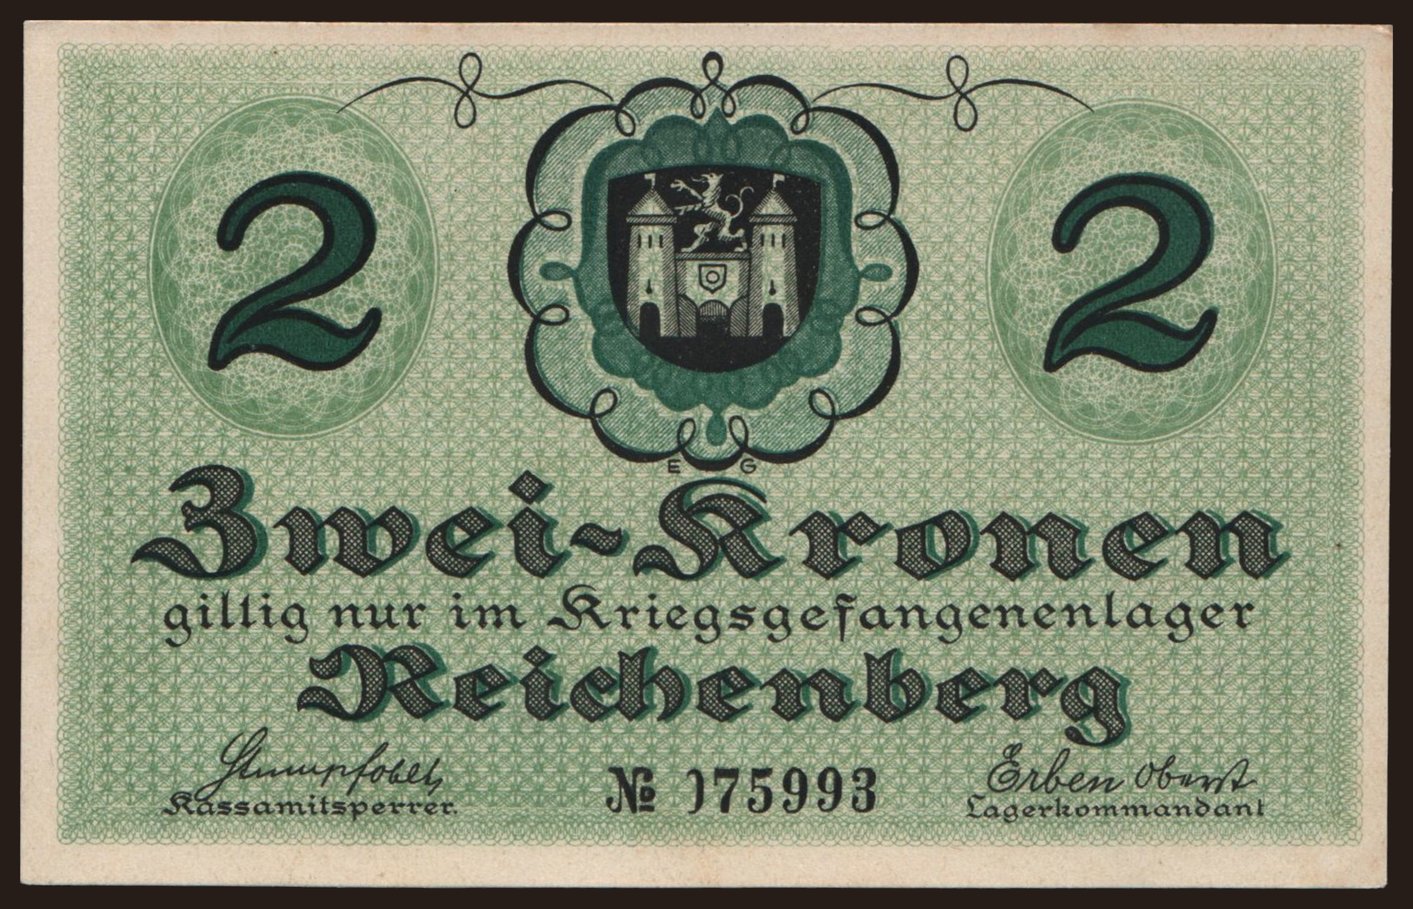 2 2
E G
Zwei-Kronen
giltig nur im Kriegsgefangenenlager
Reichenberg
Erben Oberst
Kassamitsperrer. № 075993 Lagerkommandant